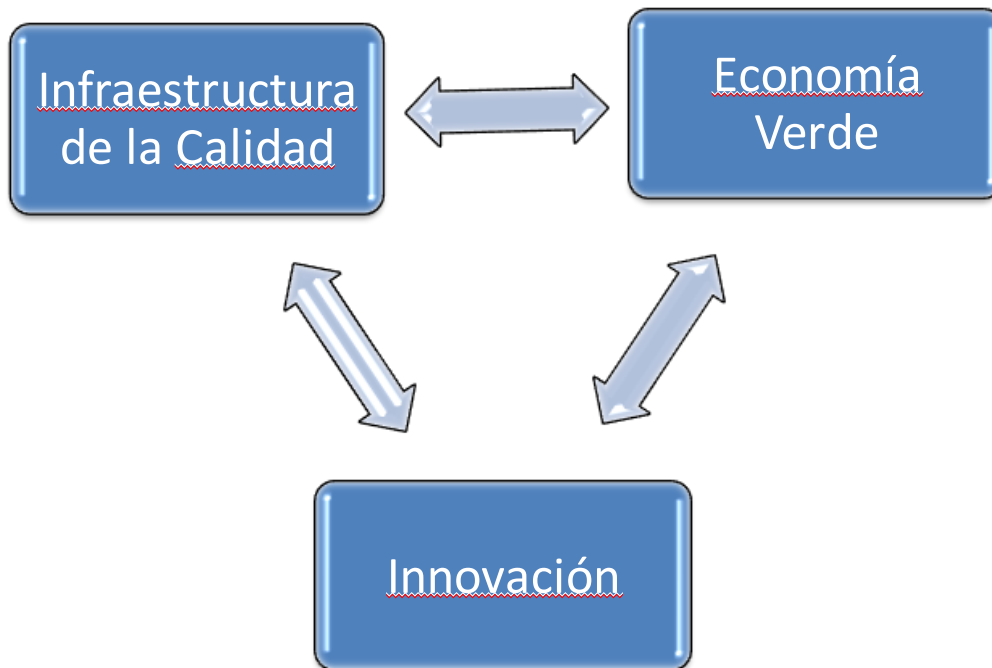 Infraestructura
de la Calidad
Economía
Verde
Innovación